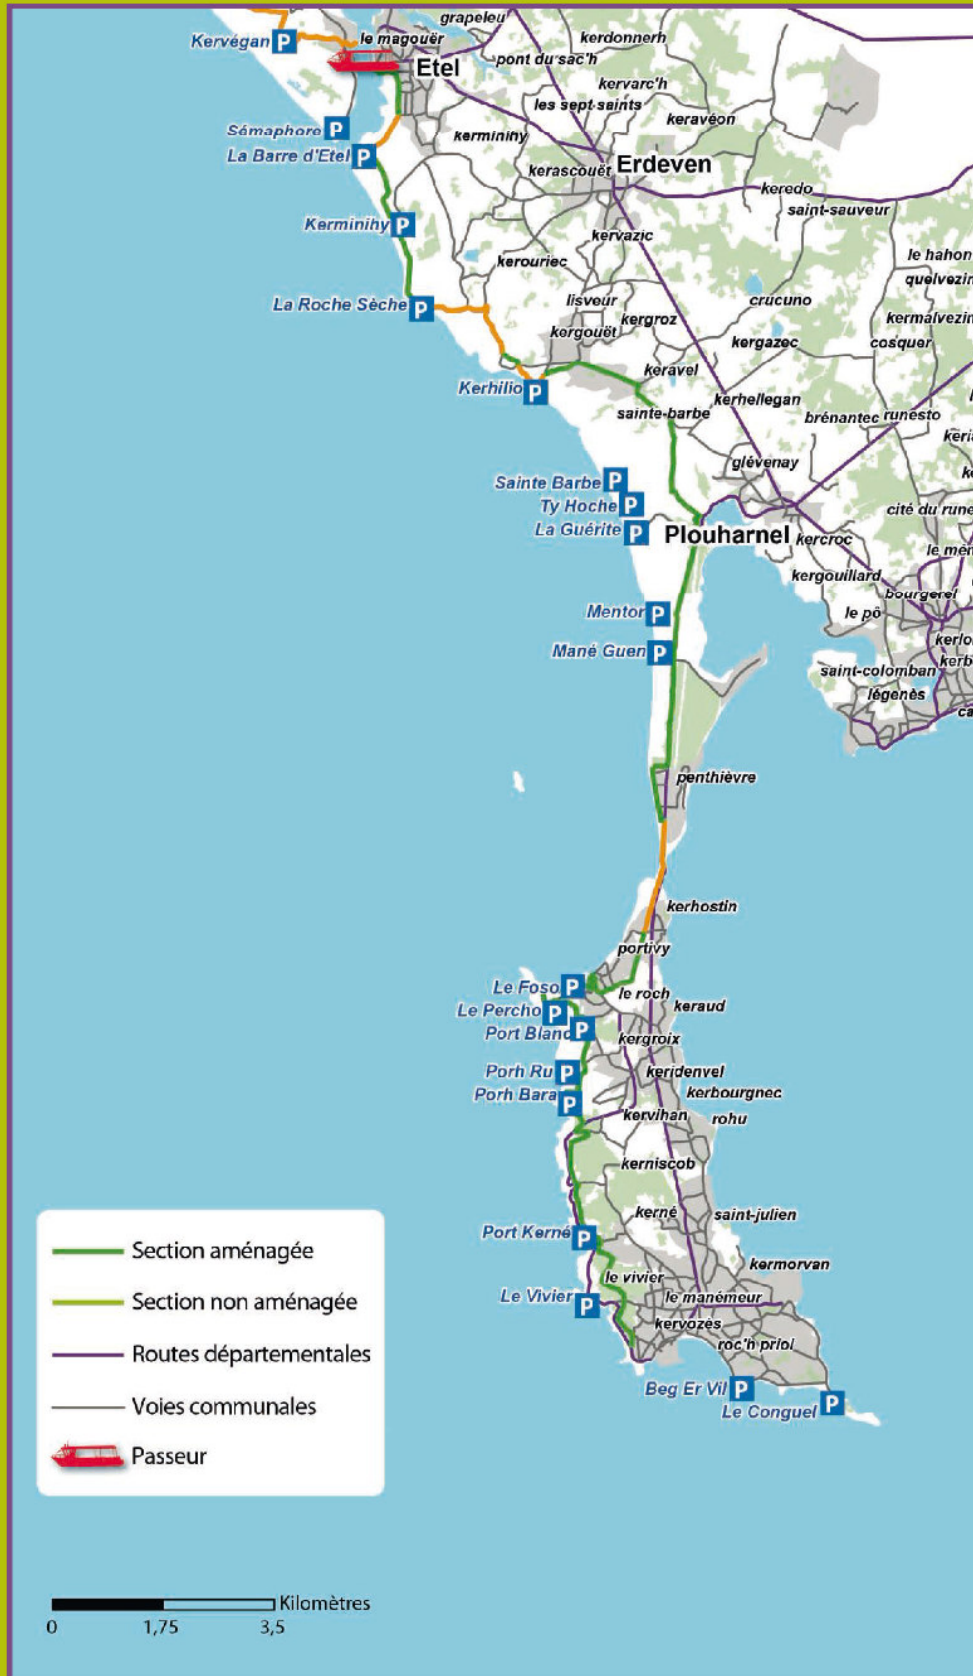 grapeleu
Kervégan
le magouër
kerdonnerh
Etel
pont du sac'h
kervarc'h
les sept saints
keravéon
Sémaphore
kerminihy
La Barre d'Etel
Erdeven
kerascouët
keredo
saint-sauveur
Kerminihy
kervazic
kerouriec
le hahon
quelvezin
La Roche Sèche
lisveur
crucuno
kergroz
kermalvezin
kergouët
kergazec
cosquer
keravel
Kerhilio
kerhellegan
sainte-barbe
brénantec
runesto
glévenay
Sainte Barbe
Ty Hoche
cité du rune
La Guérite
Plouharnel
kercroc
kergouillard
bourgerel
Mentor
le pô
Mané Guen
saint-colomban
légenès
penthièvre
kerhostin
portivy
Le Foso
le roch
Le Percho
keraud
Port Blanc
kergroix
Porh Ru
keridenvel
Porh Bara
kerbourgnec
kervihan
rohu
kerniscob
kerné
saint-julien
Port Kerné
kermorvan
le vivier
Le Vivier
le manémeur
kervozès
roc'h priol
Beg Er Vil
Le Conguel
Section aménagée
Section non aménagée
Routes départementales
Voies communales
Passeur
Kilomètres
0 1,75 3,5